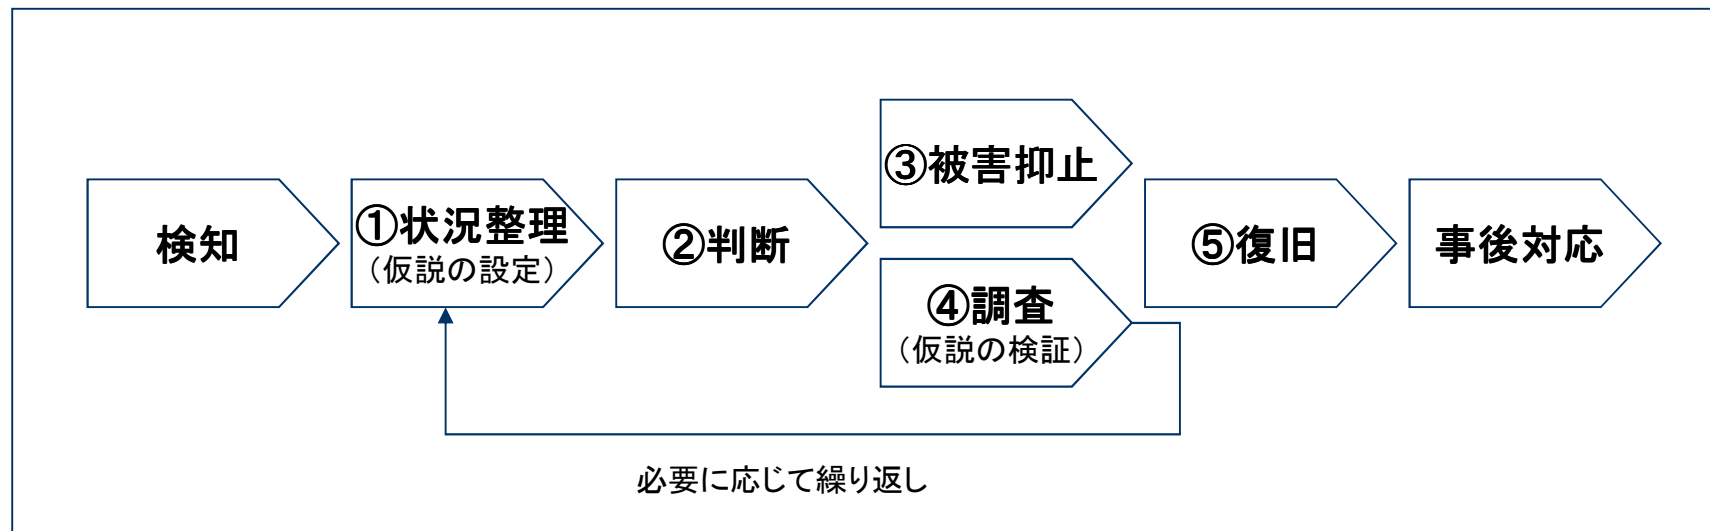 検知
①状況整理
（仮説の設定）
②判断
③被害抑止
④調査
（仮説の検証）
⑤復旧
事後対応
必要に応じて繰り返し